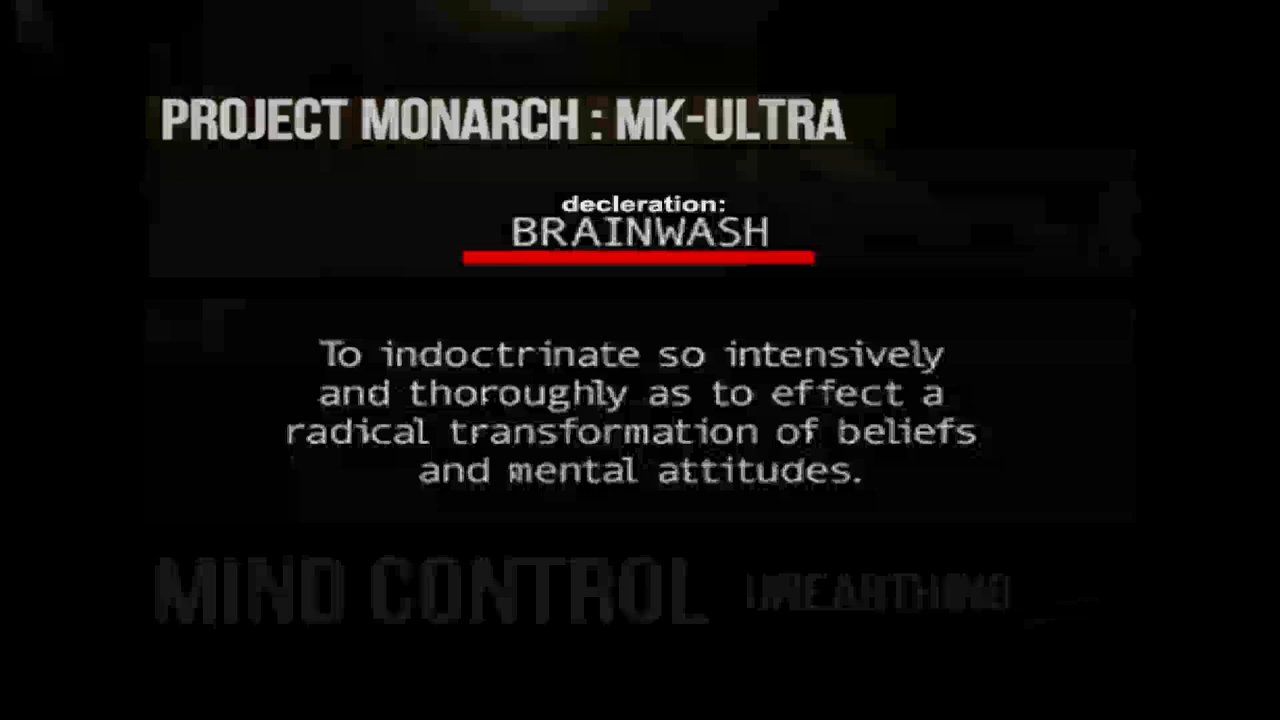 PROJECT MONARCH : MK-ULTRA
decleration:
BRAINWASH
To indoctrinate so intensively
and thoroughly as to effect a
radical transformation of beliefs
and mental attitudes.
MIND CONTROL